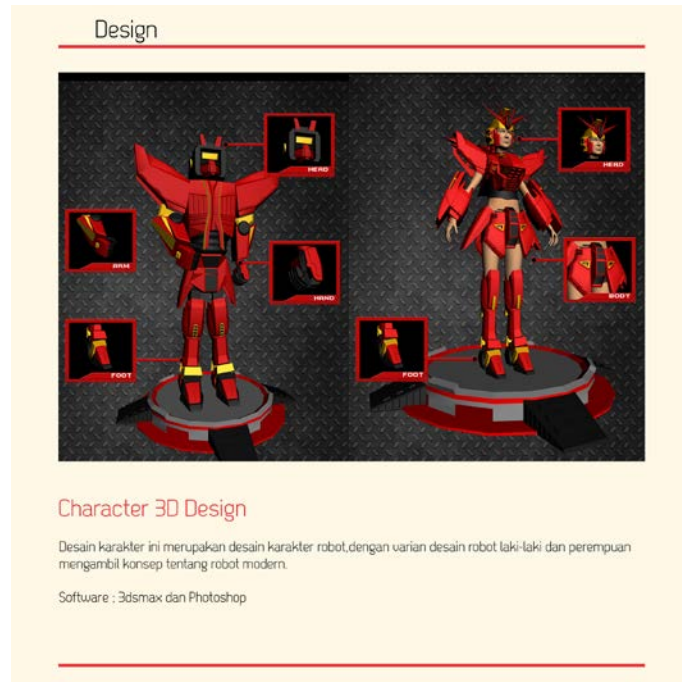 Design
HEAD
ARM
HAND
FOOT
HEAD
BODY
FOOT
Character 3D Design
Desain karakter ini merupakan desain karakter robot,dengan varian desain robot laki-laki dan perempuan
mengambil konsep tentang robot modern.
Software : 3dsmax dan Photoshop